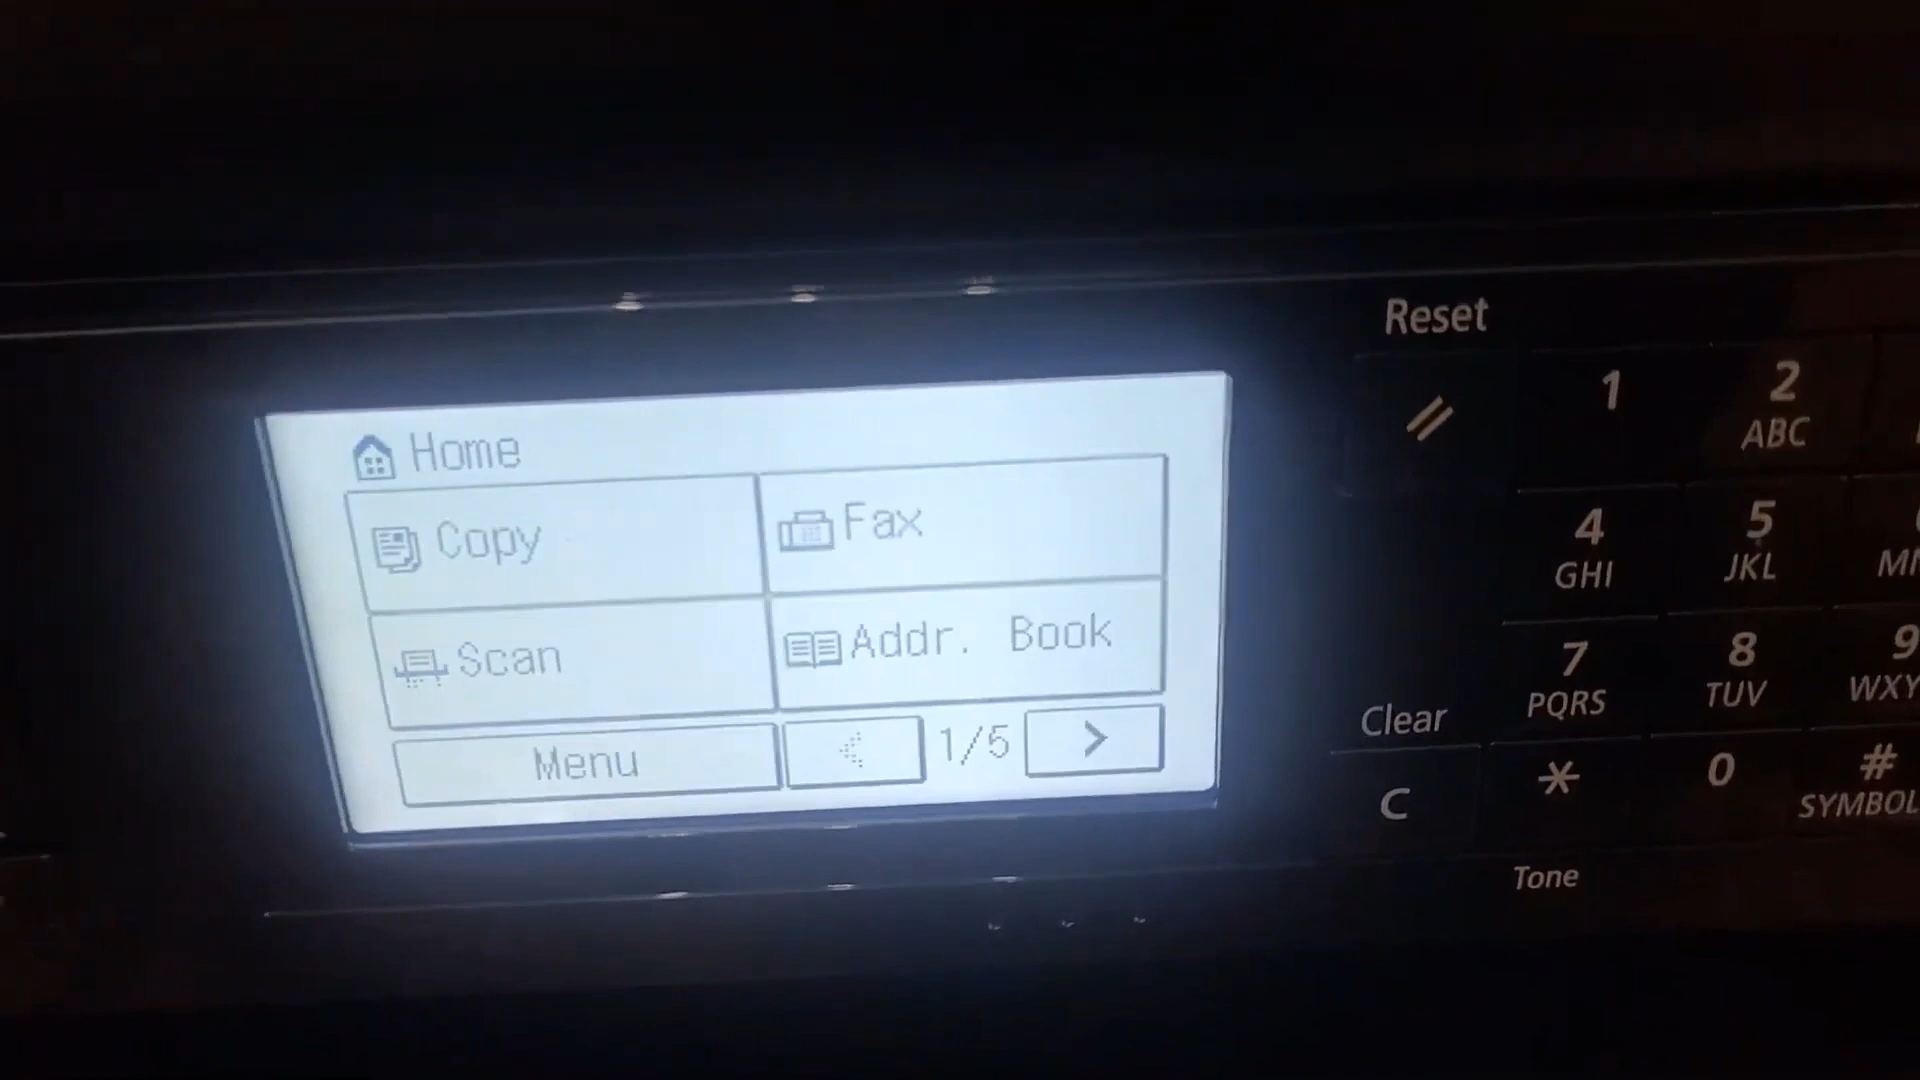 Home
Copy
Fax
Scan
Addr. Book
Menu
<
1/5
>
Reset
1
2
ABC
4
GHI
5
JKL
7
PQRS
8
TUV
9
WXY
Clear
C
*
0
#
SYMBOL
Tone